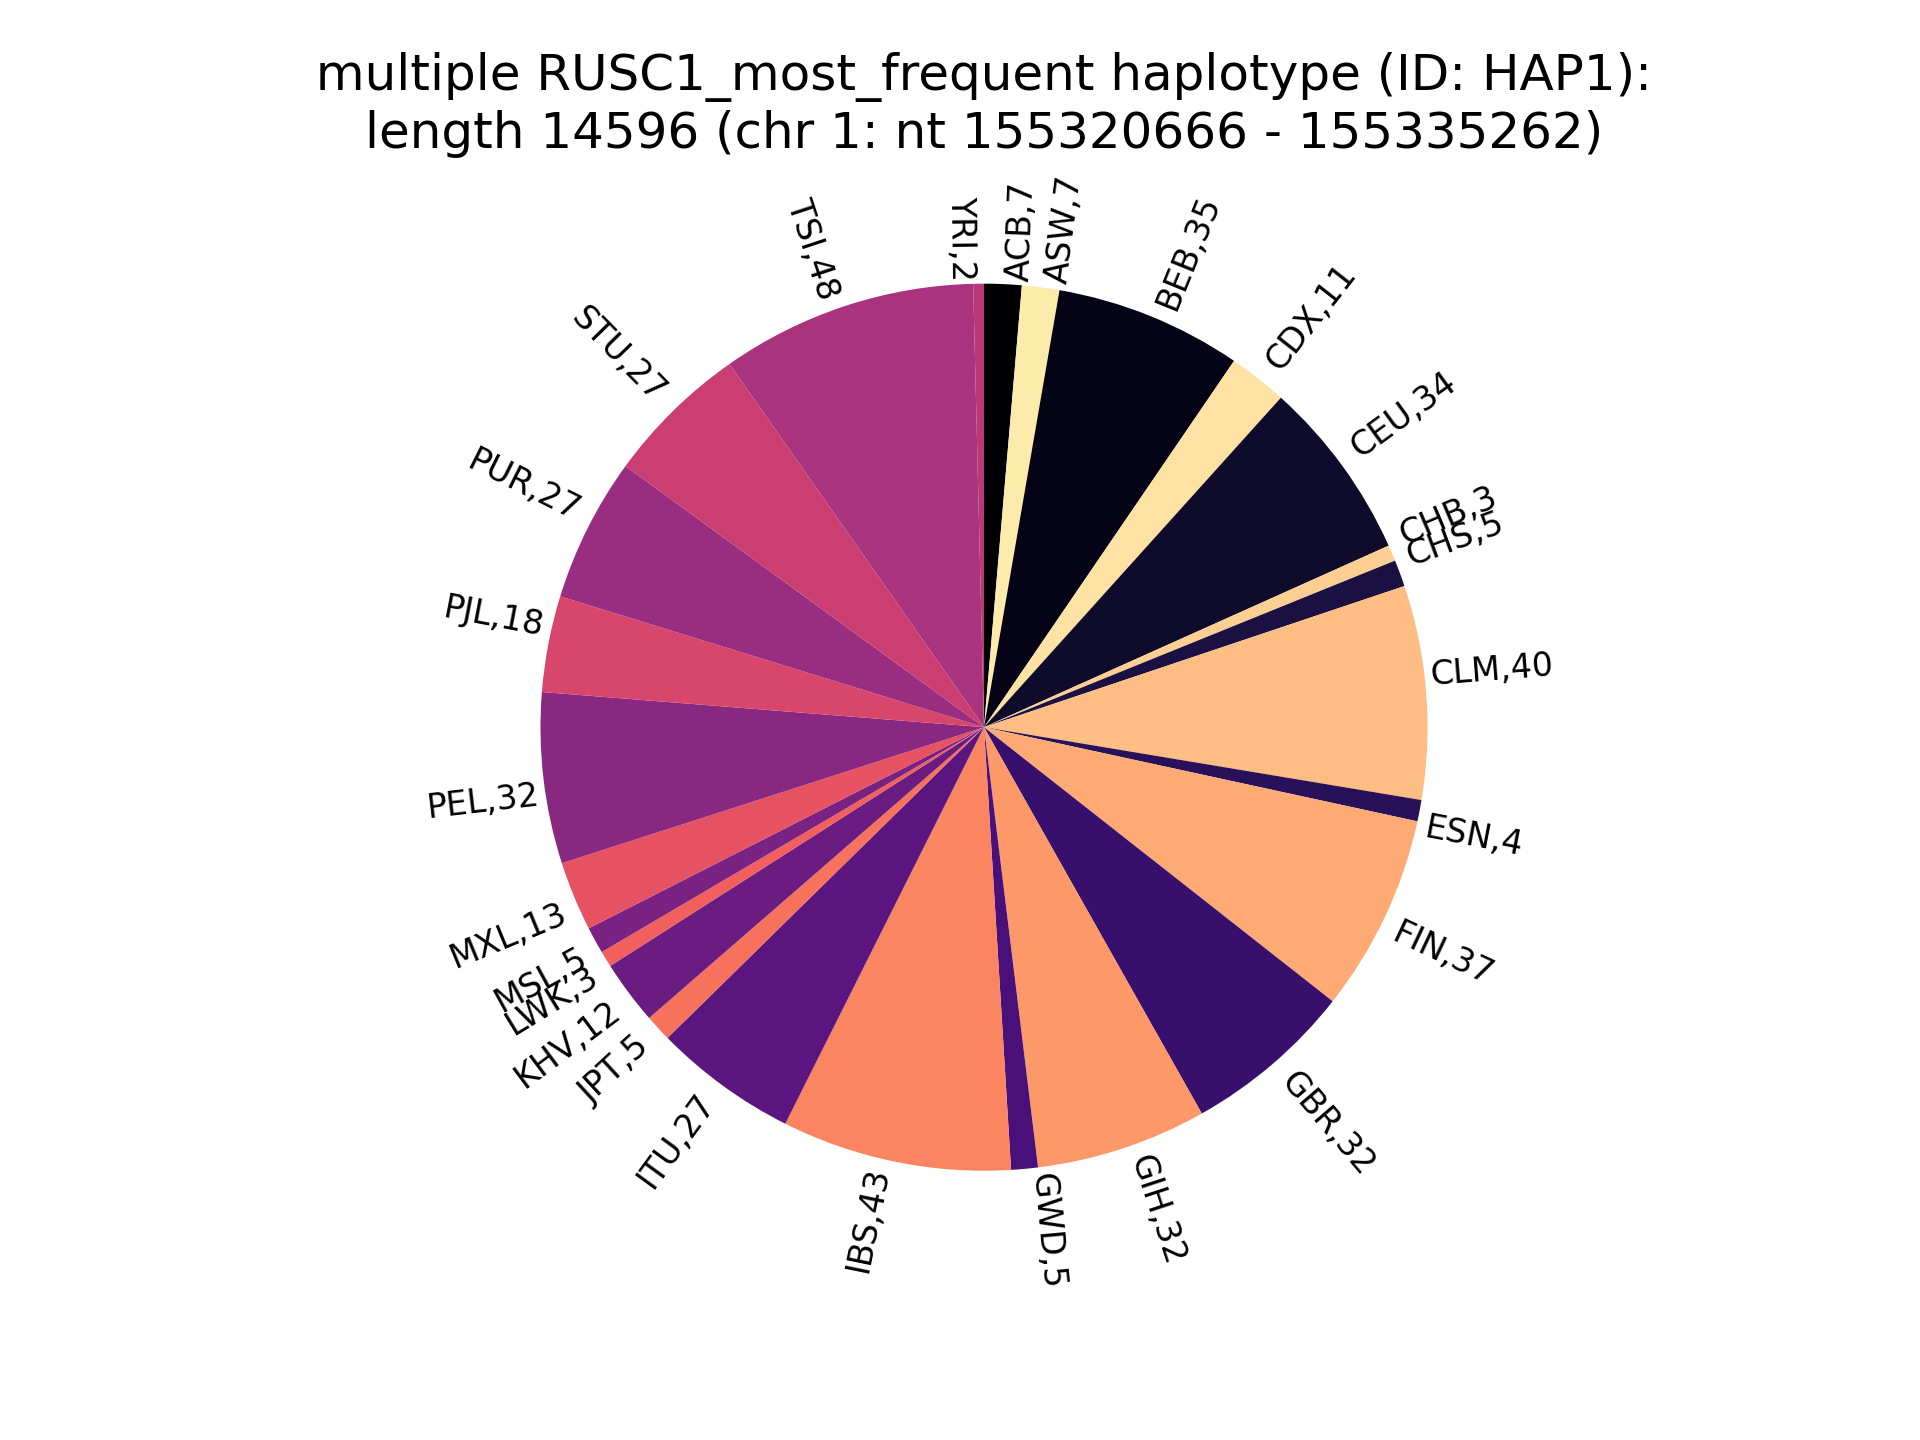 multiple RUSC1_most_frequent haplotype (ID: HAP1):
length 14596 (chr 1: nt 155320666 - 155335262)
YRI,2
ACB,7
ASW,7
BEB,35
CDX,11
CEU,34
CHB,3
CHS,5
CLM,40
ESN,4
FIN,37
GBR,32
GIH,32
GWD,5
IBS,43
ITU,27
JPT,5
KHV,12
LWK,3
MSL,5
MXL,13
PEL,32
PJL,18
PUR,27
STU,27
TSI,48